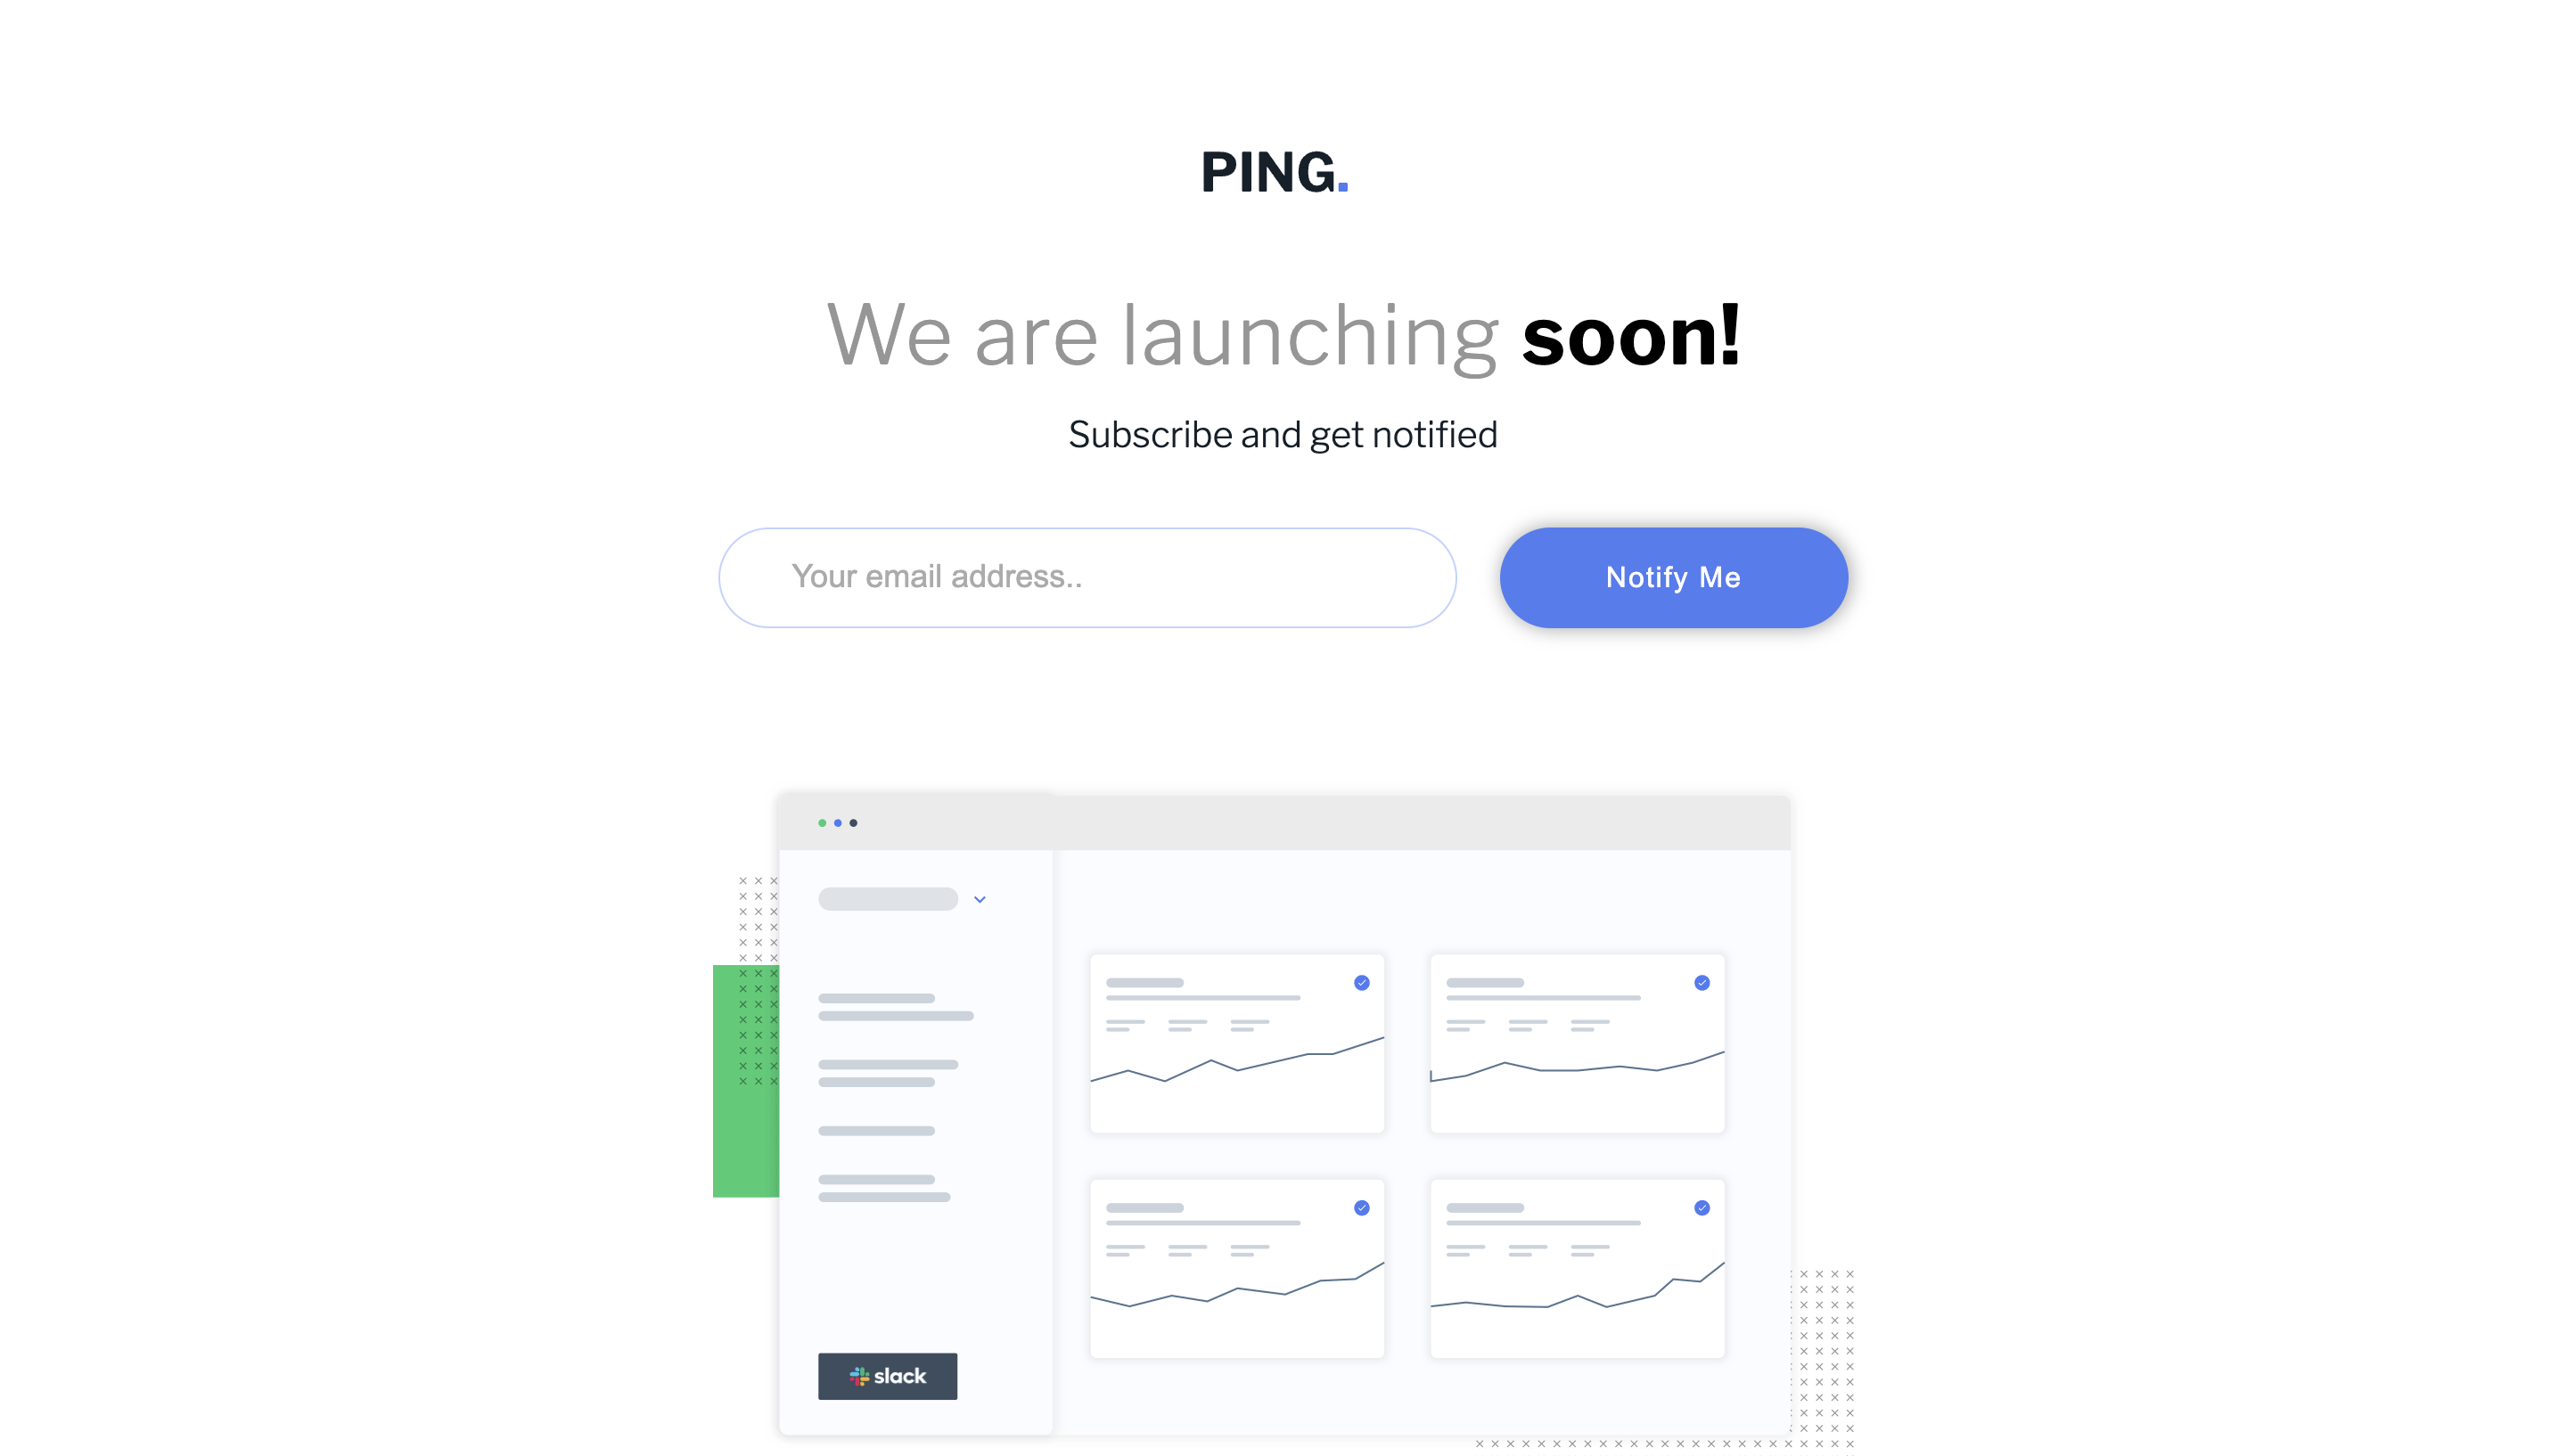 PING.
We are launching soon!
Subscribe and get notified
Your email address..
Notify Me
slack